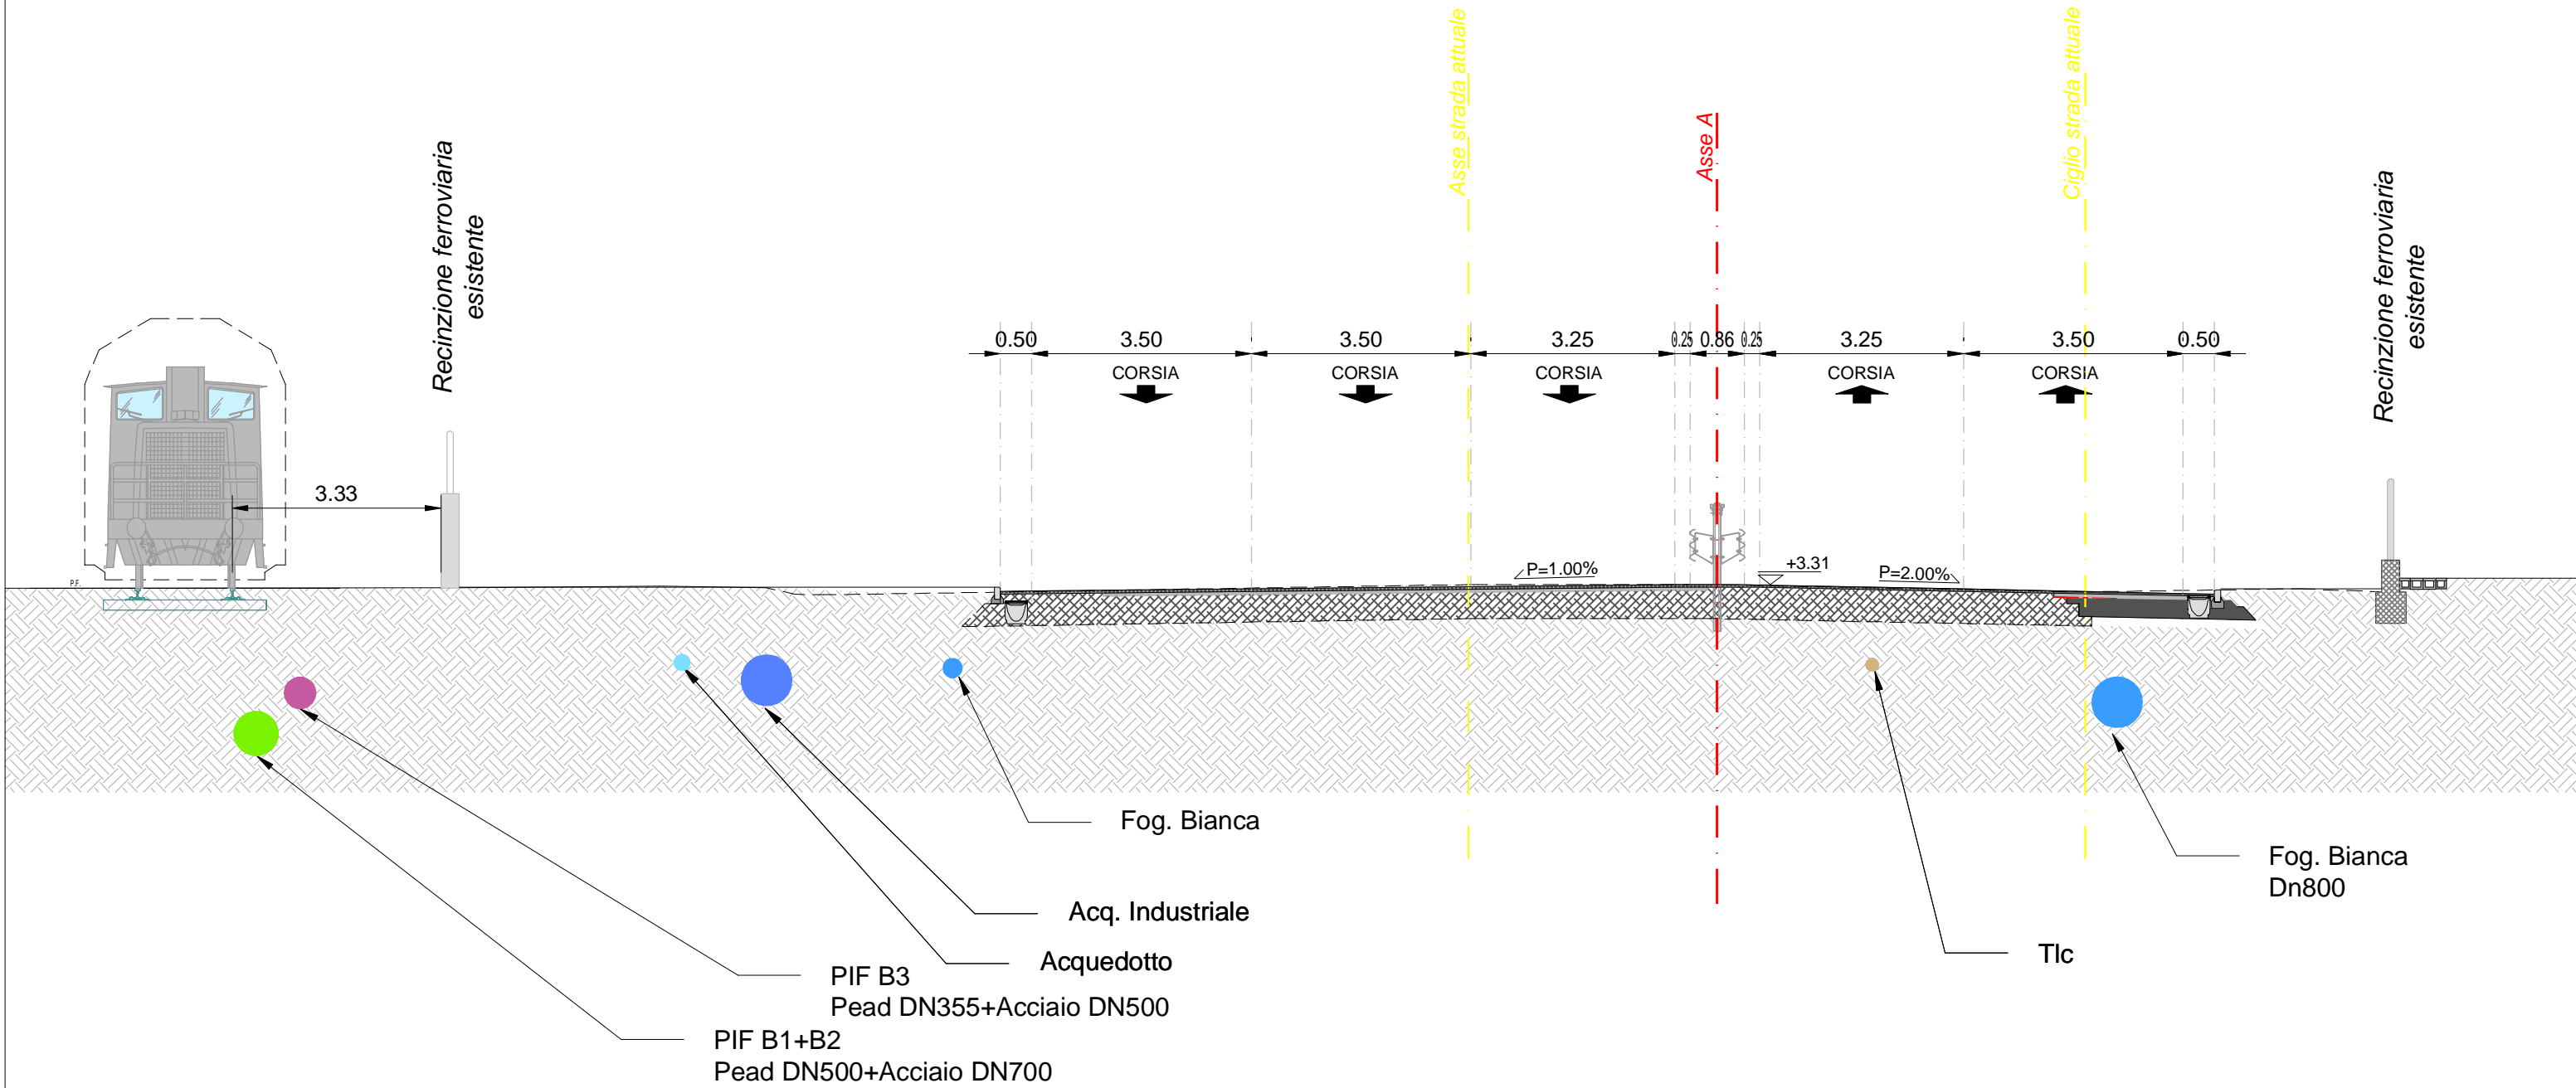 Asse strada attuale
Ciglio strada attuale
Asse A
Recinzione ferroviaria
esistente
Recinzione ferroviaria
esistente
0.50 3.50 3.50 3.25 0.25 0.86 0.25 3.25 3.50 0.50
CORSIA CORSIA CORSIA CORSIA CORSIA
3.33
P=1.00%
+3.31
P=2.00%
P.F.
Fog. Bianca
Fog. Bianca
Dn800
Acq. Industriale
Acquedotto
Tlc
PIF B3
Pead DN355+Acciaio DN500
PIF B1+B2
Pead DN500+Acciaio DN700